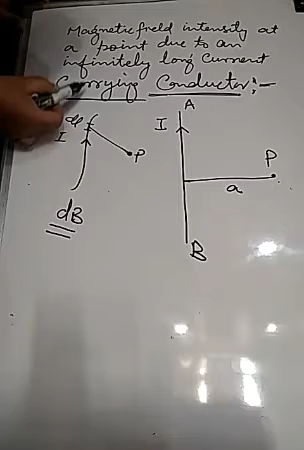 Magnetic field intensity at
a point due to an
infinitely long Current
Carrying Conductor:-
dl
I
P
dB
A
I
P
a
B